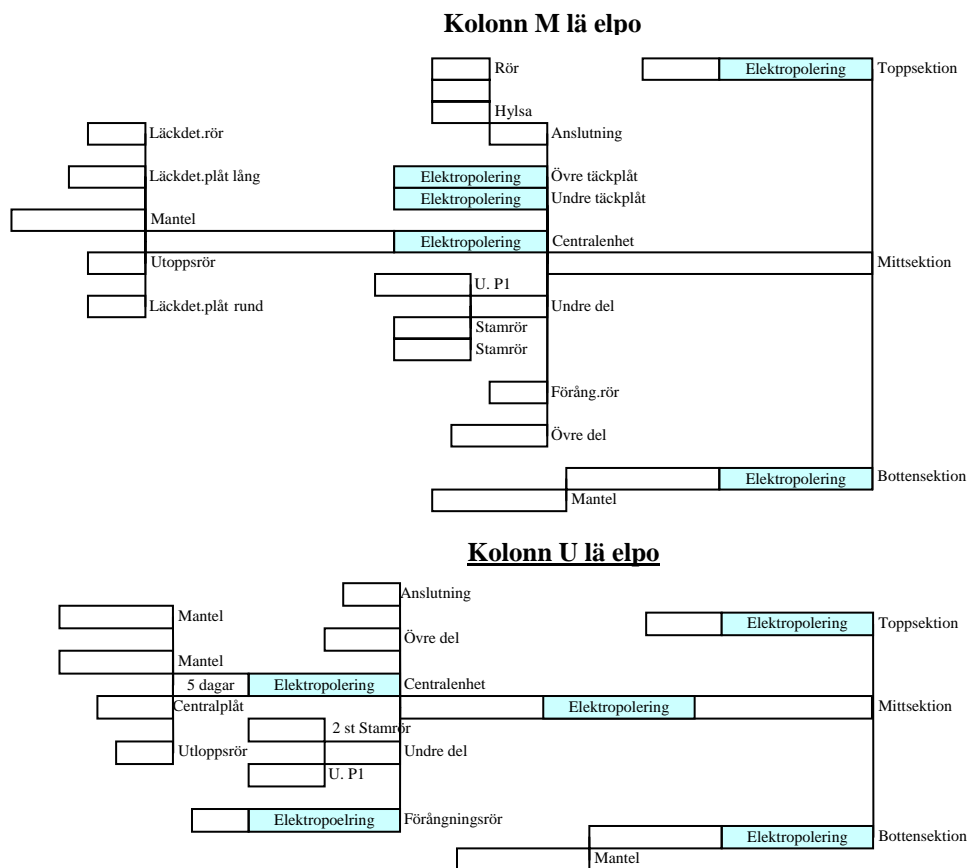 Kolonn M lä elpo
Rör
Elektropolering Toppsektion
Hylsa
Läckdet.rör
Anslutning
Läckdet.plåt lång
Elektropolering Övre täckplåt
Elektropolering Undre täckplåt
Mantel
Elektropolering Centralenhet
Utoppsrör
Mittsektion
U. P1
Läckdet.plåt rund
Undre del
Stamrör
Stamrör
Förång.rör
Övre del
Elektropolering Bottensektion
Mantel
Kolonn U lä elpo
Anslutning
Mantel
Elektropolering Toppsektion
Övre del
Mantel
5 dagar Elektropolering Centralenhet
Centralplåt
Elektropolering Mittsektion
2 st Stamrör
Utloppsrör
Undre del
U. P1
Elektropoelring Förångningsrör
Elektropolering Bottensektion
Mantel